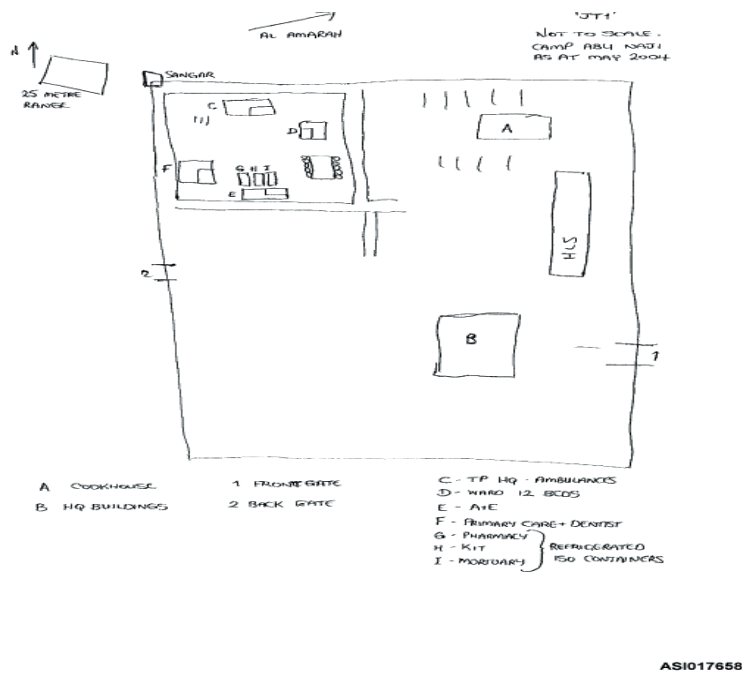 'JT1'
NOT TO SCALE.
CAMP ABU NAJI
AS AT MAY 2004
AL AMARAH
N
25 METRE
RANGE
SANGAR
C
D
F
G H I
E
A
HLS
2
B
1
A COOKHOUSE
B HQ BUILDINGS
1 FRONT GATE
2 BACK GATE
C - TP HQ - AMBULANCES
D - WARD 12 BEDS
E - A+E
F - PRIMARY CARE + DENTIST
G - PHARMACY
H - KIT
I - MORTUARY
REFRIGERATED
ISO CONTAINERS
ASI017658